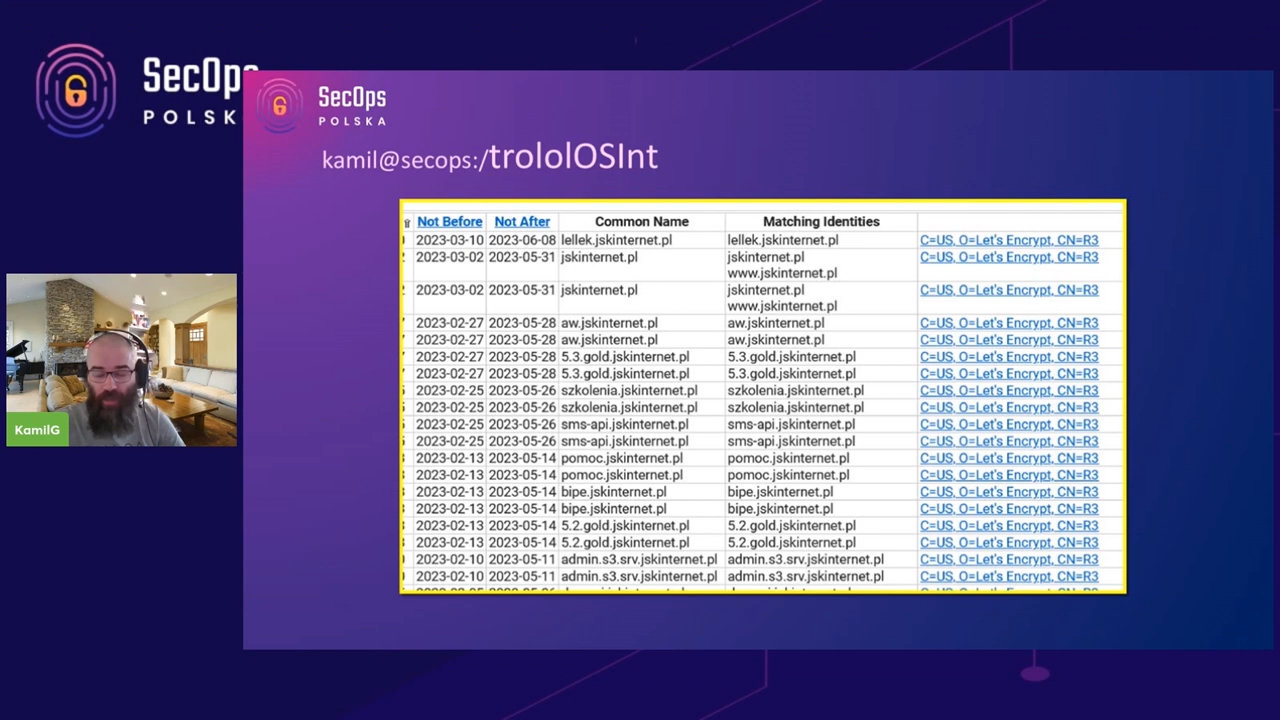 SecOps
POLSK
SecOps
POLSKA
kamil@secops:/trololOSInt
Not Before Not After Common Name Matching Identities
2023-03-10 2023-06-08 lellek.jskinternet.pl lellek.jskinternet.pl C=US, O=Let's Encrypt, CN=R3
2023-03-02 2023-05-31 jskinternet.pl jskinternet.pl C=US, O=Let's Encrypt, CN=R3
www.jskinternet.pl
2023-03-02 2023-05-31 jskinternet.pl jskinternet.pl C=US, O=Let's Encrypt, CN=R3
www.jskinternet.pl
2023-02-27 2023-05-28 aw.jskinternet.pl aw.jskinternet.pl C=US, O=Let's Encrypt, CN=R3
2023-02-27 2023-05-28 aw.jskinternet.pl aw.jskinternet.pl C=US, O=Let's Encrypt, CN=R3
2023-02-27 2023-05-28 5.3.gold.jskinternet.pl 5.3.gold.jskinternet.pl C=US, O=Let's Encrypt, CN=R3
2023-02-27 2023-05-28 5.3.gold.jskinternet.pl 5.3.gold.jskinternet.pl C=US, O=Let's Encrypt, CN=R3
2023-02-25 2023-05-26 szkolenia.jskinternet.pl szkolenia.jskinternet.pl C=US, O=Let's Encrypt, CN=R3
2023-02-25 2023-05-26 szkolenia.jskinternet.pl szkolenia.jskinternet.pl C=US, O=Let's Encrypt, CN=R3
2023-02-25 2023-05-26 sms-api.jskinternet.pl sms-api.jskinternet.pl C=US, O=Let's Encrypt, CN=R3
2023-02-25 2023-05-26 sms-api.jskinternet.pl sms-api.jskinternet.pl C=US, O=Let's Encrypt, CN=R3
2023-02-13 2023-05-14 pomoc.jskinternet.pl pomoc.jskinternet.pl C=US, O=Let's Encrypt, CN=R3
2023-02-13 2023-05-14 pomoc.jskinternet.pl pomoc.jskinternet.pl C=US, O=Let's Encrypt, CN=R3
2023-02-13 2023-05-14 bipe.jskinternet.pl bipe.jskinternet.pl C=US, O=Let's Encrypt, CN=R3
2023-02-13 2023-05-14 bipe.jskinternet.pl bipe.jskinternet.pl C=US, O=Let's Encrypt, CN=R3
2023-02-13 2023-05-14 5.2.gold.jskinternet.pl 5.2.gold.jskinternet.pl C=US, O=Let's Encrypt, CN=R3
2023-02-13 2023-05-14 5.2.gold.jskinternet.pl 5.2.gold.jskinternet.pl C=US, O=Let's Encrypt, CN=R3
2023-02-10 2023-05-11 admin.s3.srv.jskinternet.pl admin.s3.srv.jskinternet.pl C=US, O=Let's Encrypt, CN=R3
2023-02-10 2023-05-11 admin.s3.srv.jskinternet.pl admin.s3.srv.jskinternet.pl C=US, O=Let's Encrypt, CN=R3
KamilG